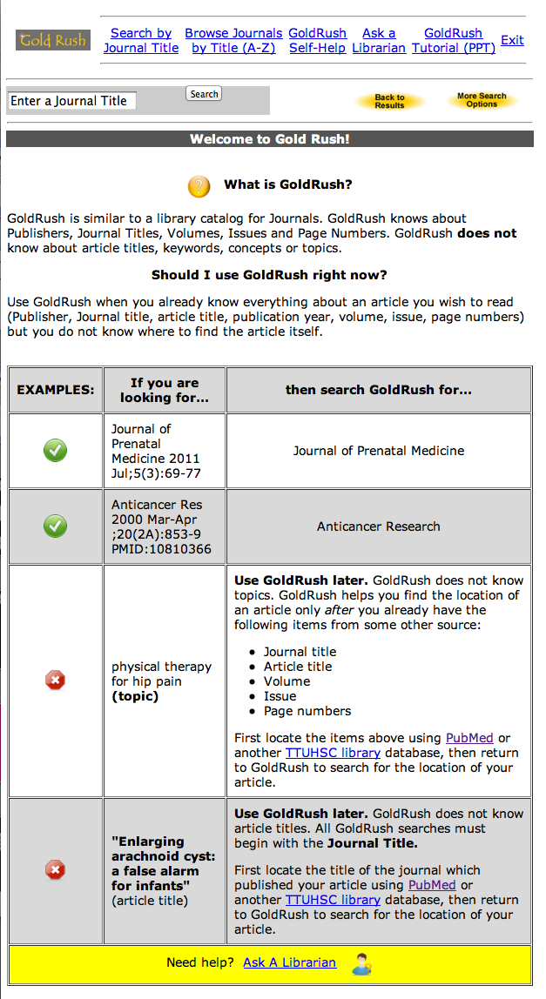 Gold Rush
Search by
Journal Title
Browse Journals
by Title (A-Z)
GoldRush
Self-Help
Ask a
Librarian
GoldRush
Tutorial (PPT)
Exit
Enter a Journal Title
Search
Back to
Results
More Search
Options
Welcome to Gold Rush!
? What is GoldRush?
GoldRush is similar to a library catalog for Journals. GoldRush knows about
Publishers, Journal Titles, Volumes, Issues and Page Numbers. GoldRush does not
know about article titles, keywords, concepts or topics.
Should I use GoldRush right now?
Use GoldRush when you already know everything about an article you wish to read
(Publisher, Journal title, article title, publication year, volume, issue, page numbers)
but you do not know where to find the article itself.
EXAMPLES:
If you are
looking for...
then search GoldRush for...
Journal of
Prenatal
Medicine 2011
Jul;5(3):69-77
Journal of Prenatal Medicine
Anticancer Res
2000 Mar-Apr
;20(2A):853-9
PMID:10810366
Anticancer Research
physical therapy
for hip pain
(topic)
Use GoldRush later. GoldRush does not know
topics. GoldRush helps you find the location of
an article only after you already have the
following items from some other source:
• Journal title
• Article title
• Volume
• Issue
• Page numbers
First locate the items above using PubMed or
another TTUHSC library database, then return
to GoldRush to search for the location of your
article.
"Enlarging
arachnoid cyst:
a false alarm
for infants"
(article title)
Use GoldRush later. GoldRush does not know
article titles. All GoldRush searches must
begin with the Journal Title.
First locate the title of the journal which
published your article using PubMed or
another TTUHSC library database, then return
to GoldRush to search for the location of your
article.
Need help? Ask A Librarian